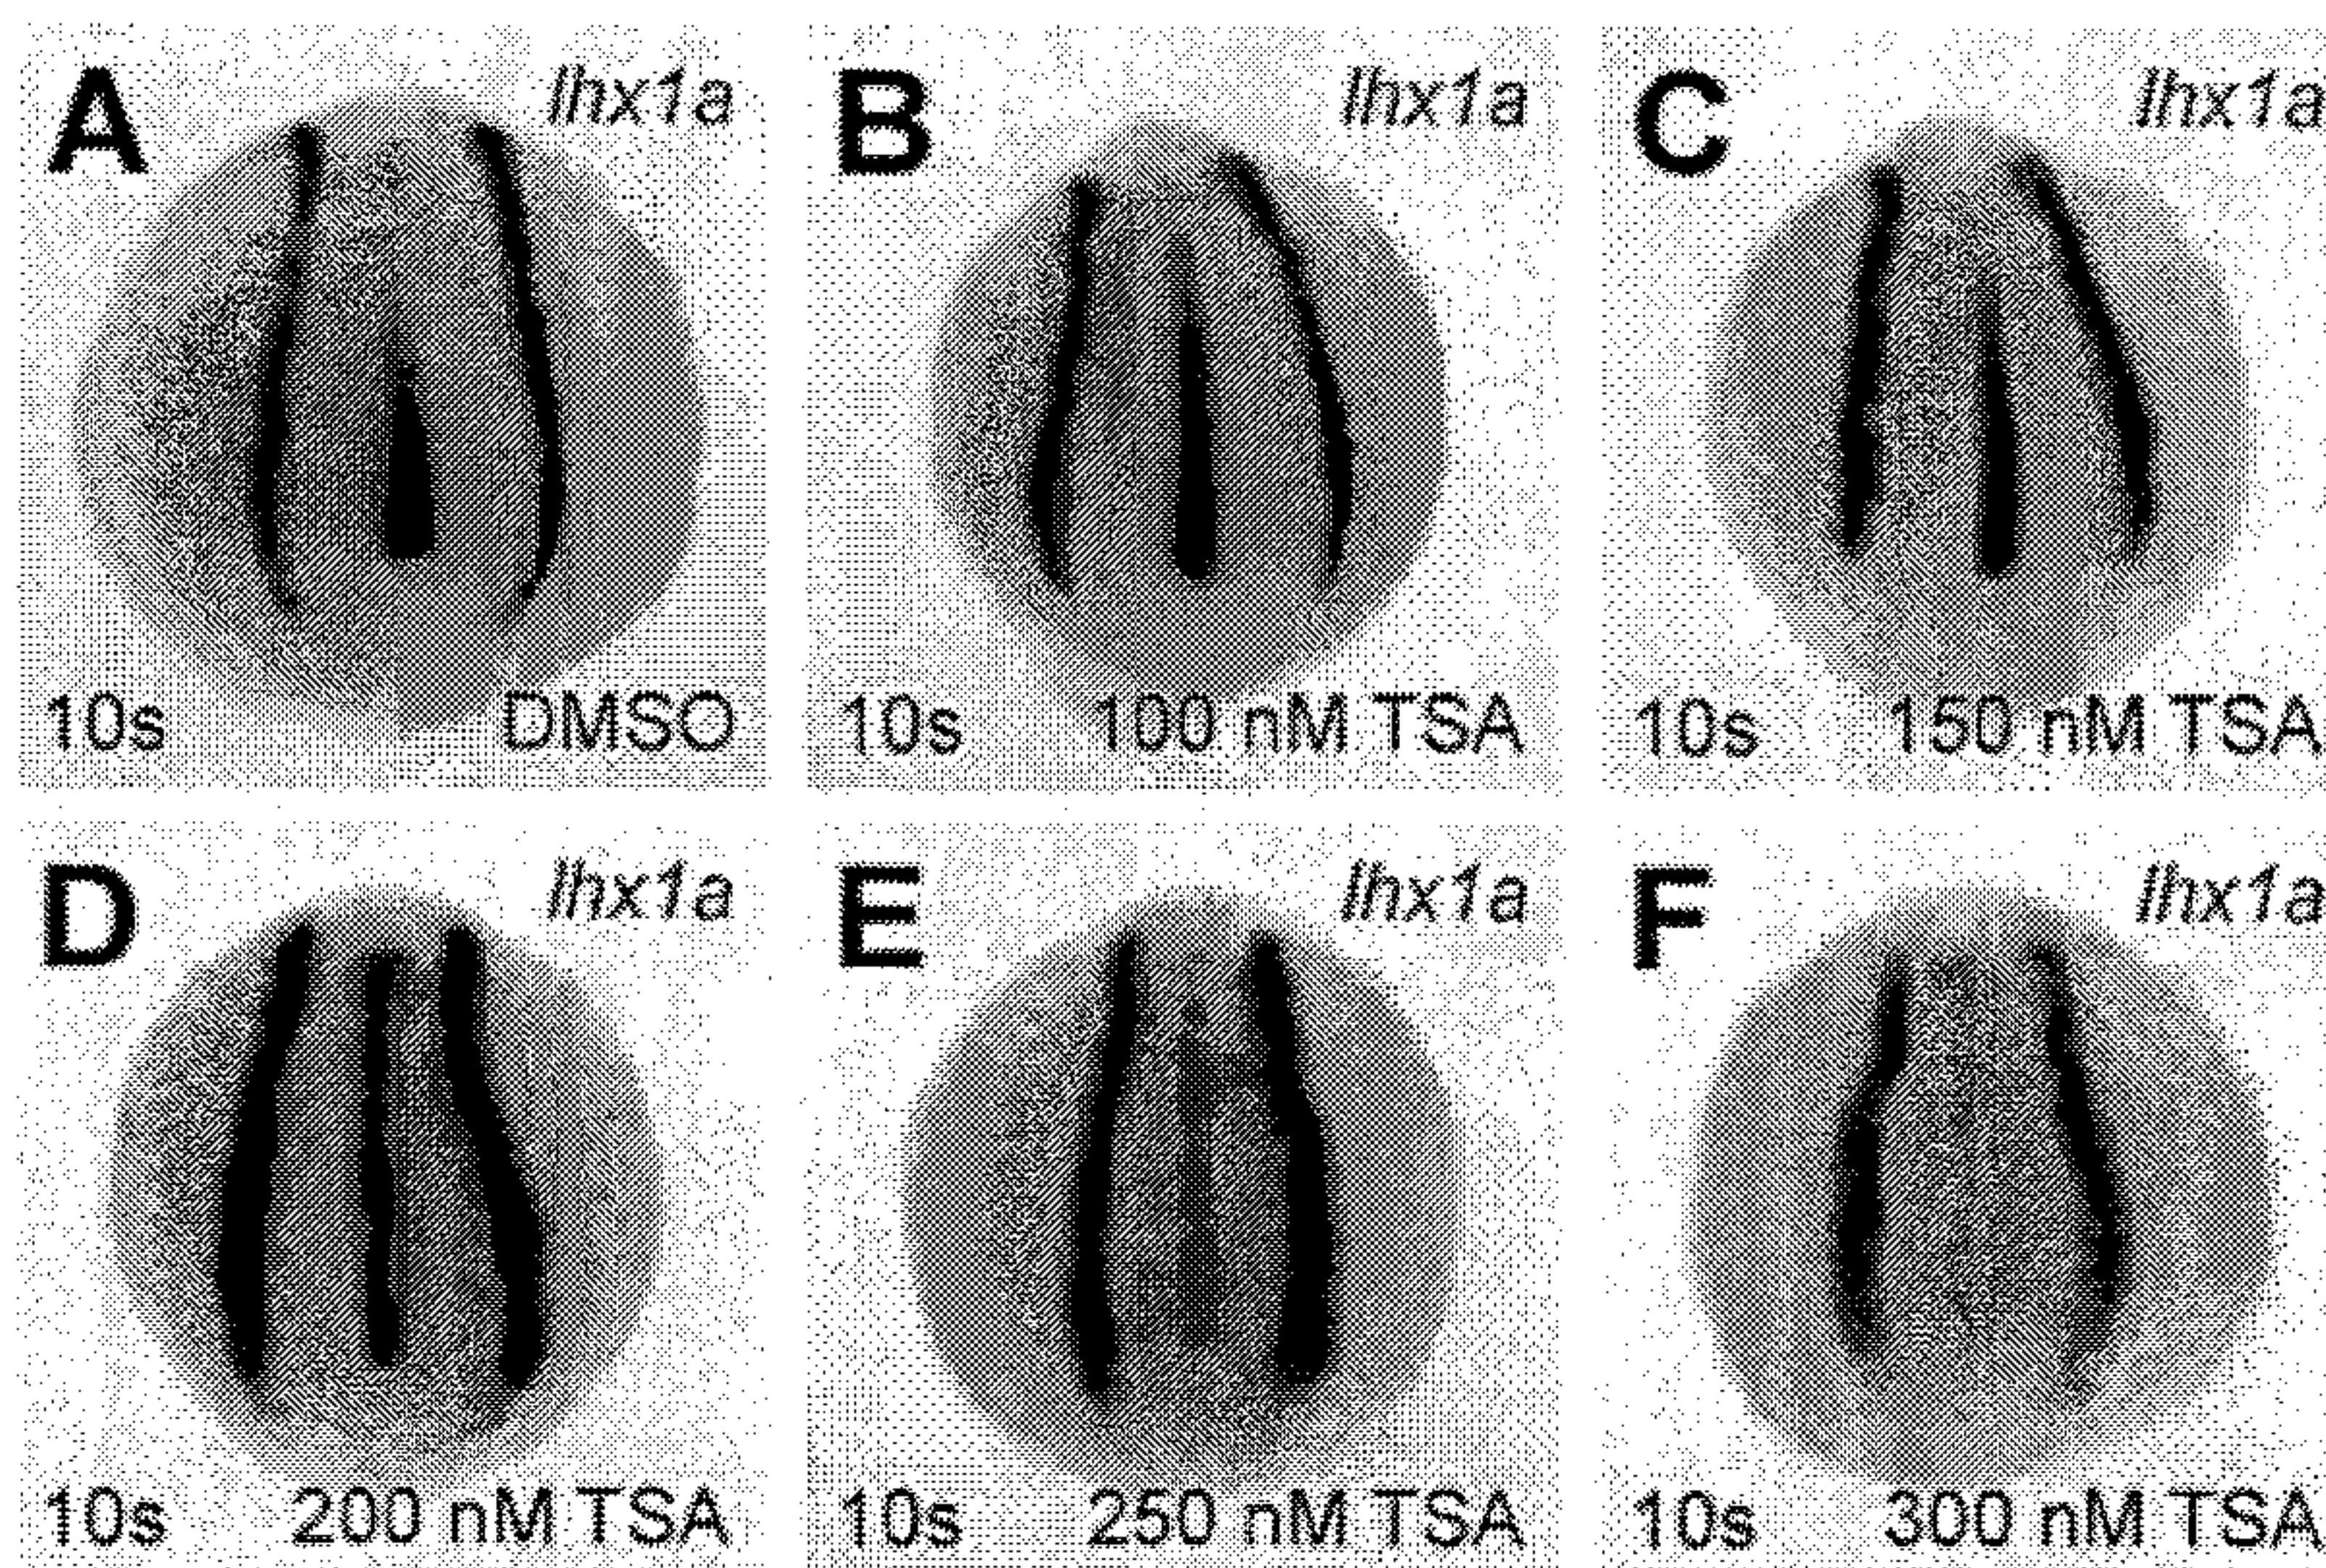 A lhx1a
10s DMSO
B lhx1a
10s 100 nM TSA
C lhx1a
10s 150 nM TSA
D lhx1a
10s 200 nM TSA
E lhx1a
10s 250 nM TSA
F lhx1a
10s 300 nM TSA